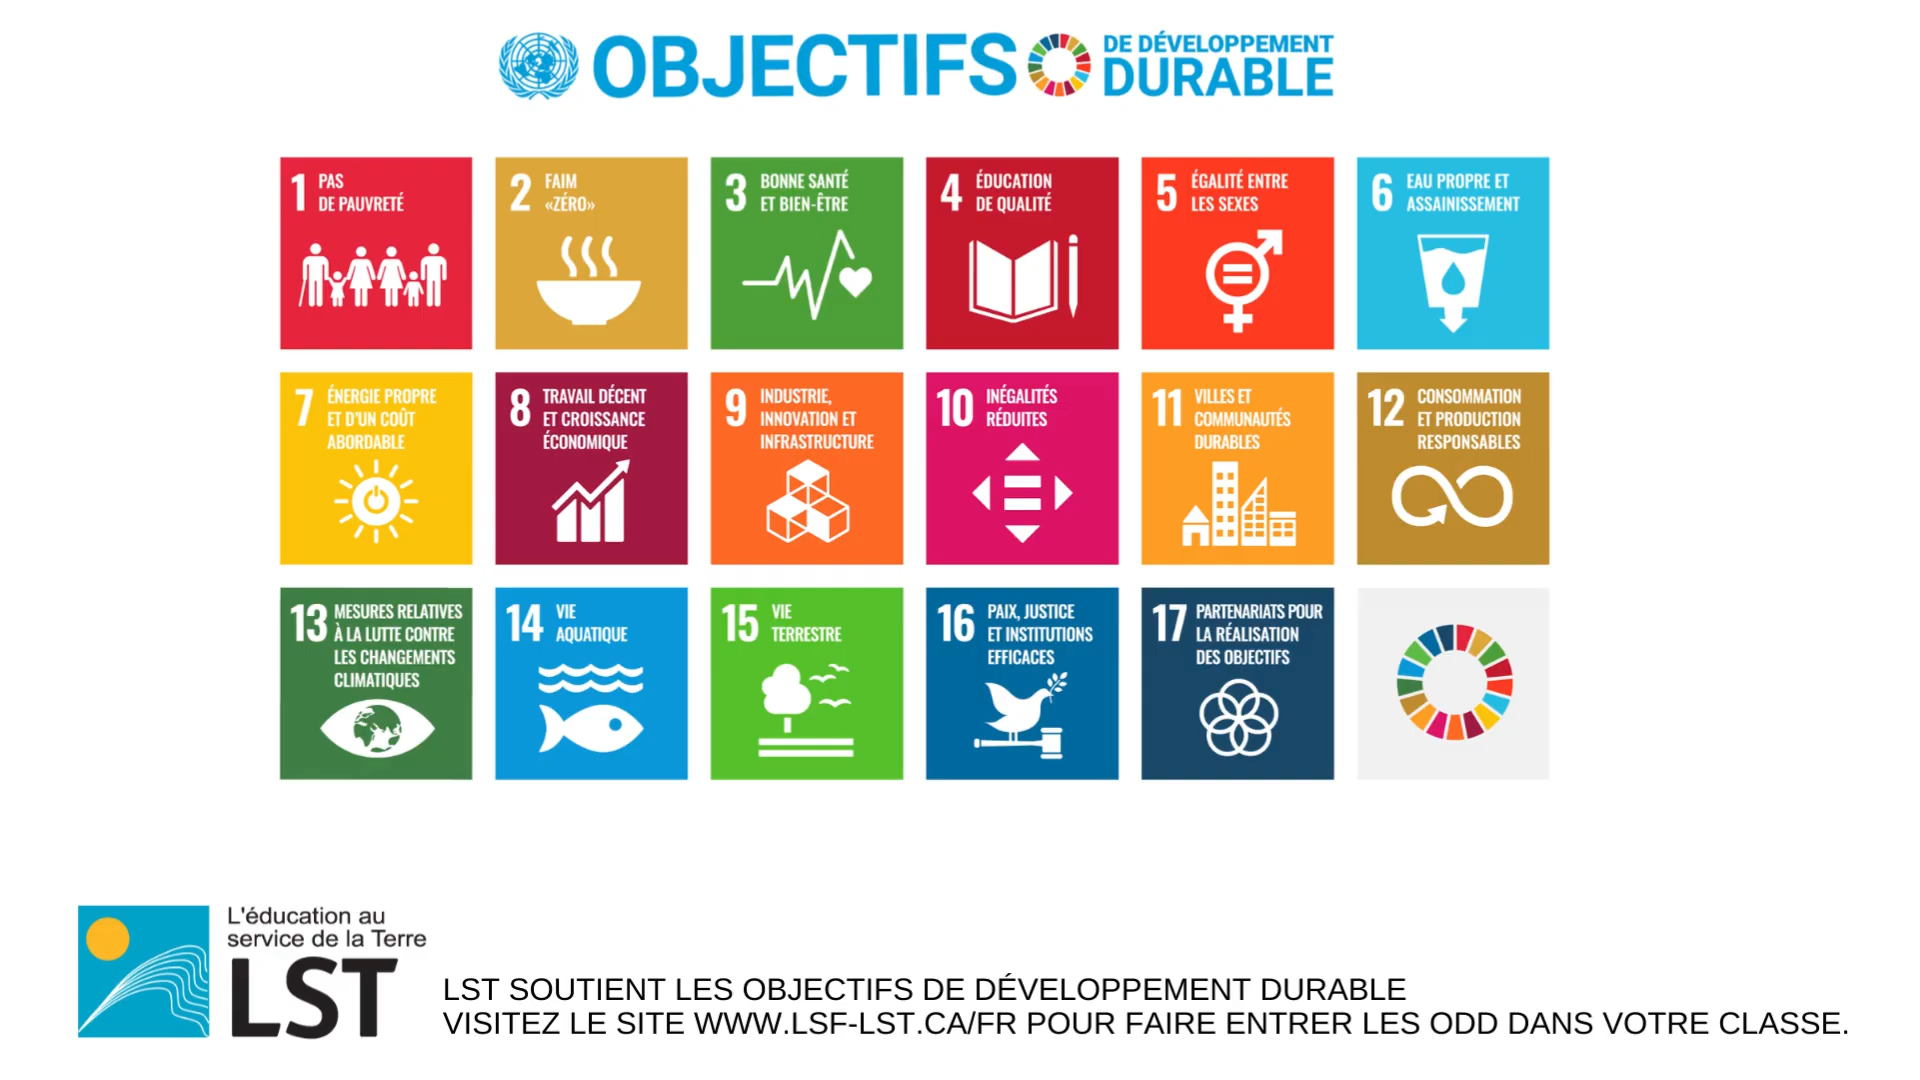 OBJECTIFS DE DÉVELOPPEMENT
DURABLE
1 PAS
DE PAUVRETÉ
2 FAIM
«ZÉRO»
3 BONNE SANTÉ
ET BIEN-ÊTRE
4 ÉDUCATION
DE QUALITÉ
5 ÉGALITÉ ENTRE
LES SEXES
6 EAU PROPRE ET
ASSAINISSEMENT
7 ÉNERGIE PROPRE
ET D'UN COÛT
ABORDABLE
8 TRAVAIL DÉCENT
ET CROISSANCE
ÉCONOMIQUE
9 INDUSTRIE,
INNOVATION ET
INFRASTRUCTURE
10 INÉGALITÉS
RÉDUITES
11 VILLES ET
COMMUNAUTÉS
DURABLES
12 CONSOMMATION
ET PRODUCTION
RESPONSABLES
13 MESURES RELATIVES
À LA LUTTE CONTRE
LES CHANGEMENTS
CLIMATIQUES
14 VIE
AQUATIQUE
15 VIE
TERRESTRE
16 PAIX, JUSTICE
ET INSTITUTIONS
EFFICACES
17 PARTENARIATS POUR
LA RÉALISATION
DES OBJECTIFS
L'éducation au
service de la Terre
LST
LST SOUTIENT LES OBJECTIFS DE DÉVELOPPEMENT DURABLE
VISITEZ LE SITE WWW.LSF-LST.CA/FR POUR FAIRE ENTRER LES ODD DANS VOTRE CLASSE.